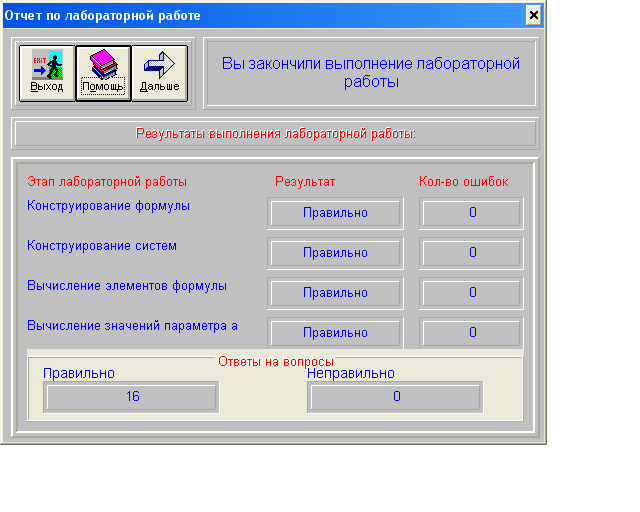 Отчет по лабораторной работе
EXIT
Выход
Помощь
Дальше
Вы закончили выполнение лабораторной
работы
Результаты выполнения лабораторной работы:
Этап лабораторной работы Результат Кол-во ошибок
Конструирование формулы Правильно 0
Конструирование систем Правильно 0
Вычисление элементов формулы Правильно 0
Вычисление значений параметра а Правильно 0
Ответы на вопросы
Правильно Неправильно
16 0